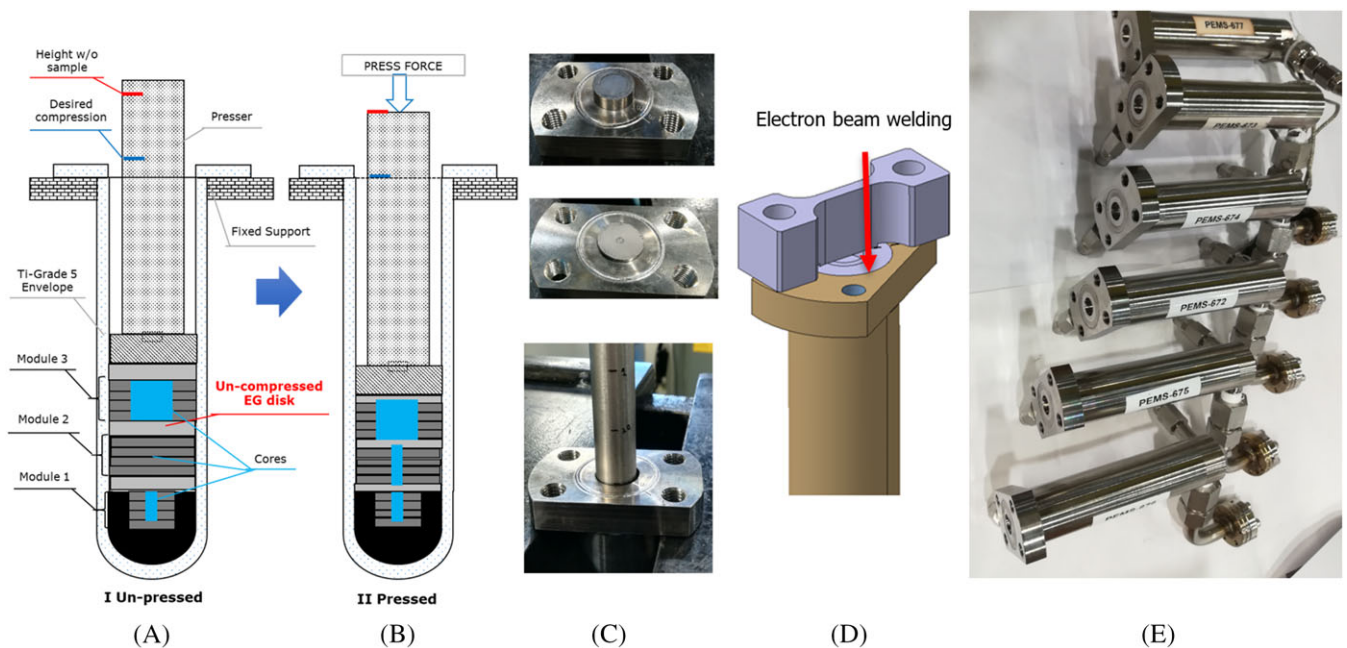 Height w/o
sample
Desired
compression
Presser
Fixed Support
Ti-Grade 5
Envelope
Module 3
Un-compressed
EG disk
Module 2
Cores
Module 1
I Un-pressed
PRESS FORCE
II Pressed
Electron beam welding
PEMS-677
PEMS-673
PEMS-674
PEMS-672
PEMS-675
(A)
(B)
(C)
(D)
(E)